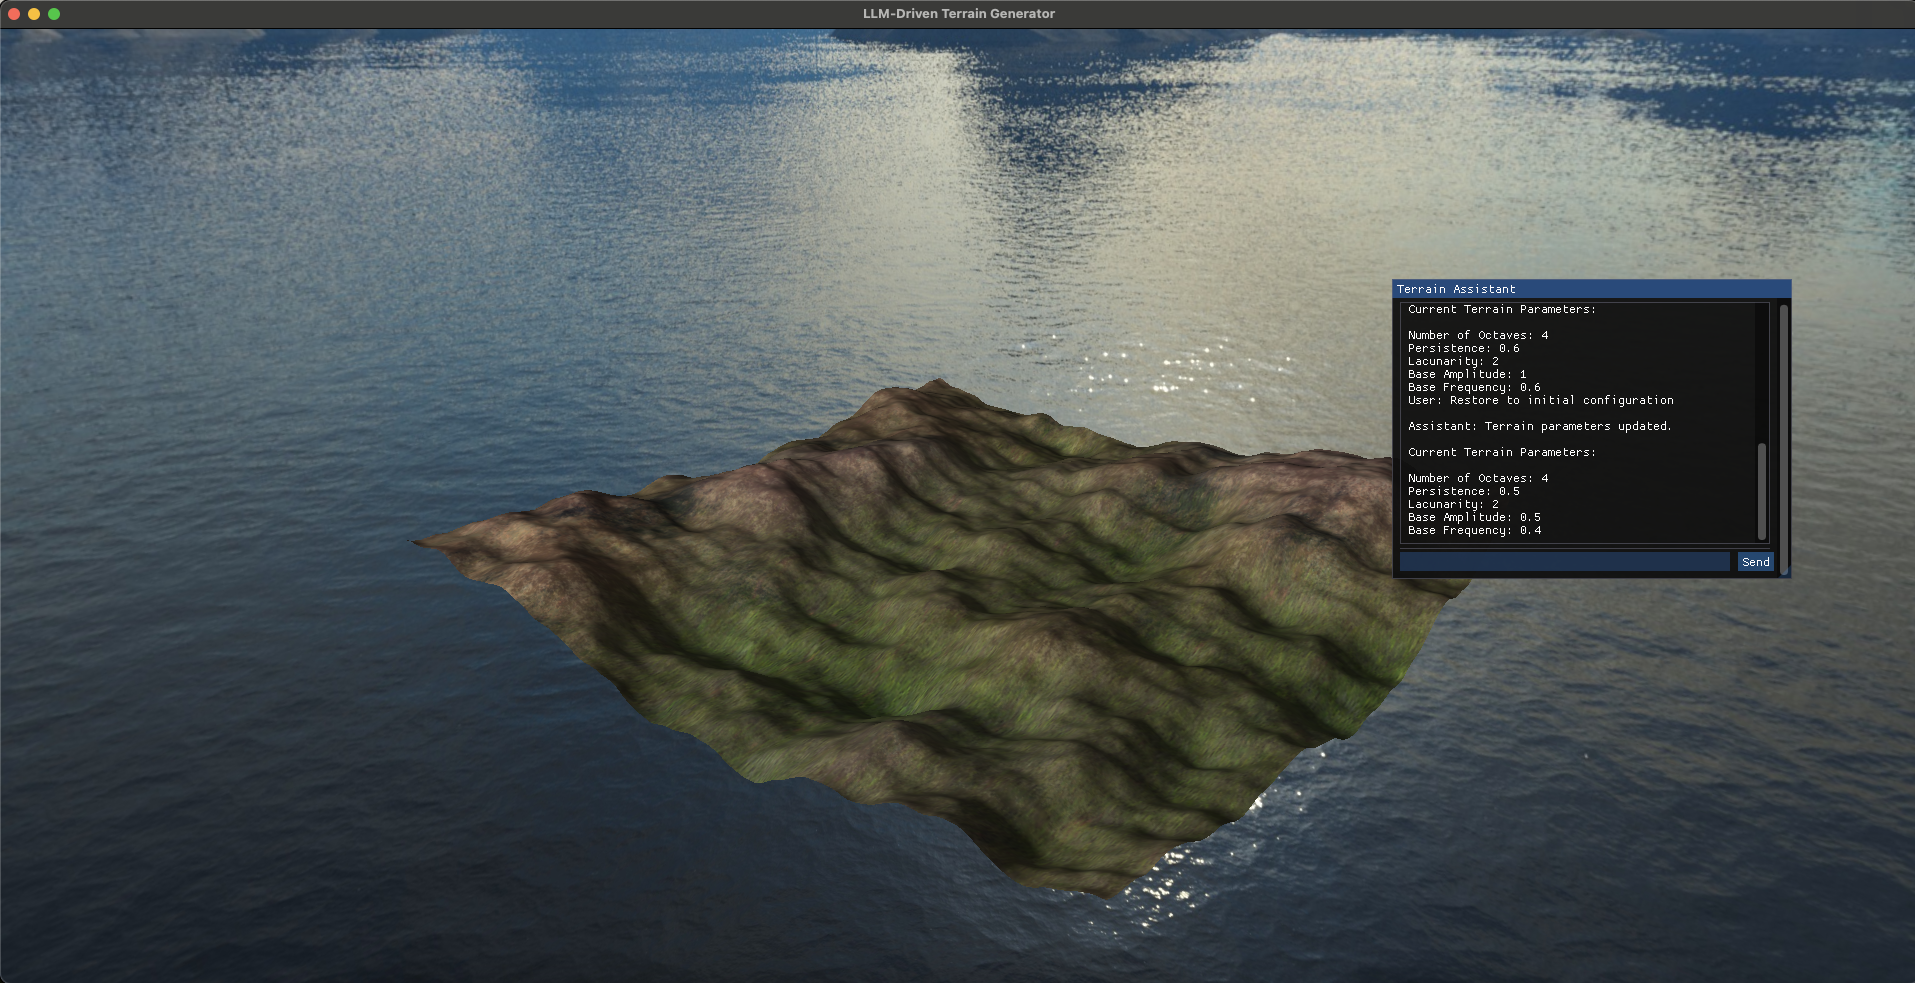 LLM-Driven Terrain Generator
Terrain Assistant
Current Terrain Parameters:
Number of Octaves: 4
Persistence: 0.6
Lacunarity: 2
Base Amplitude: 1
Base Frequency: 0.6
User: Restore to initial configuration
Assistant: Terrain parameters updated.
Current Terrain Parameters:
Number of Octaves: 4
Persistence: 0.5
Lacunarity: 2
Base Amplitude: 0.5
Base Frequency: 0.4
Send